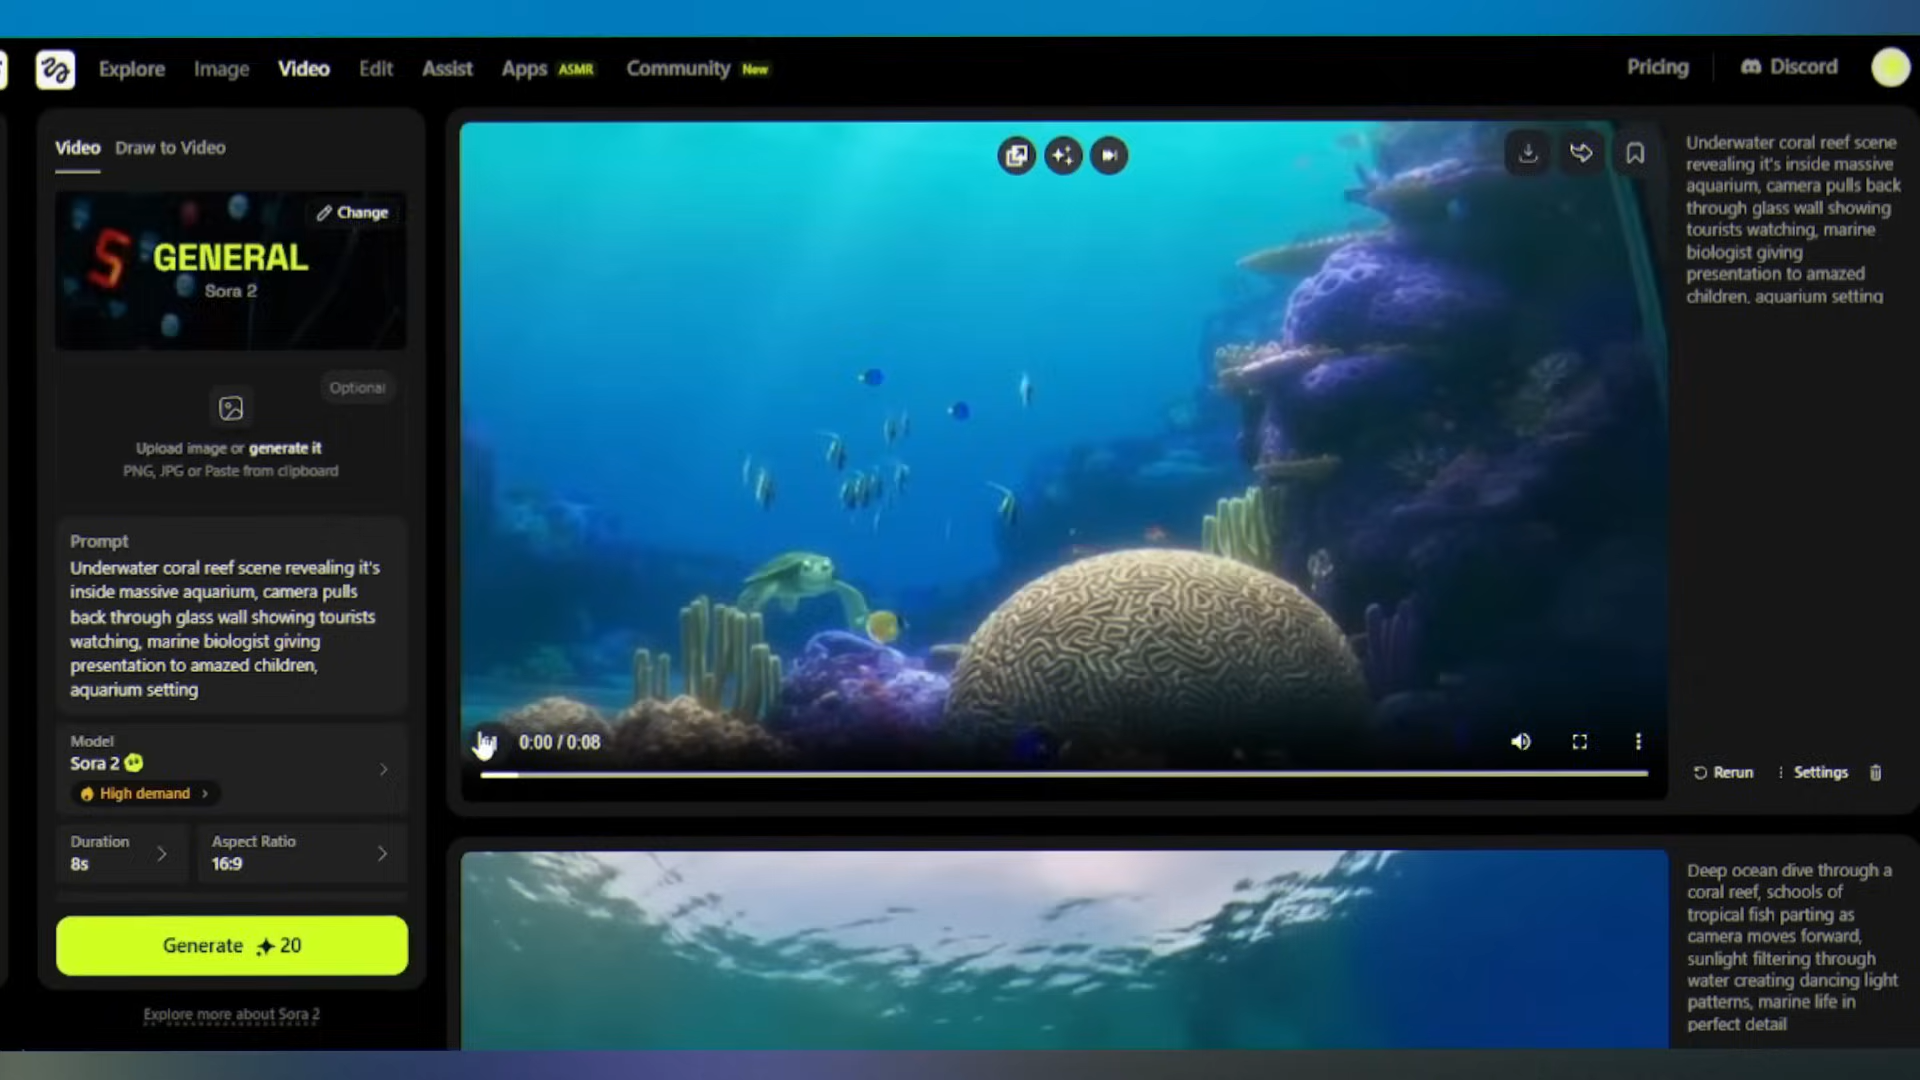 Explore Image Video Edit Assist Apps ASMR Community New
Pricing Discord
Video Draw to Video
Change
GENERAL
Sora 2
Optional
Upload image or generate it
PNG, JPG or Paste from clipboard
Prompt
Underwater coral reef scene revealing it's
inside massive aquarium, camera pulls
back through glass wall showing tourists
watching, marine biologist giving
presentation to amazed children,
aquarium setting
Model
Sora 2
High demand
Duration
8s
Aspect Ratio
16:9
Generate 20
Explore more about Sora 2
0:00 / 0:08
Underwater coral reef scene
revealing it's inside massive
aquarium, camera pulls back
through glass wall showing
tourists watching, marine
biologist giving
presentation to amazed
children, aquarium setting
Rerun
Settings
Deep ocean dive through a
coral reef, schools of
tropical fish parting as
camera moves forward,
sunlight filtering through
water creating dancing light
patterns, marine life in
perfect detail